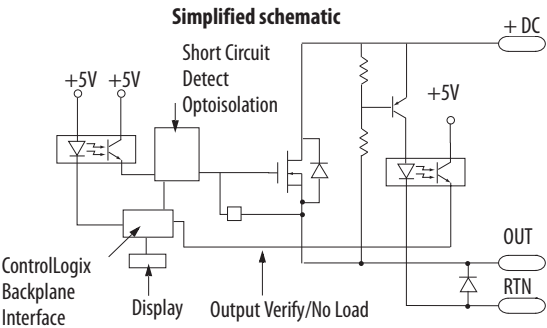 Simplified schematic
+ DC
Short Circuit
Detect
Optoisolation
+5V +5V
+5V
OUT
RTN
ControlLogix
Backplane
Interface
Display
Output Verify/No Load